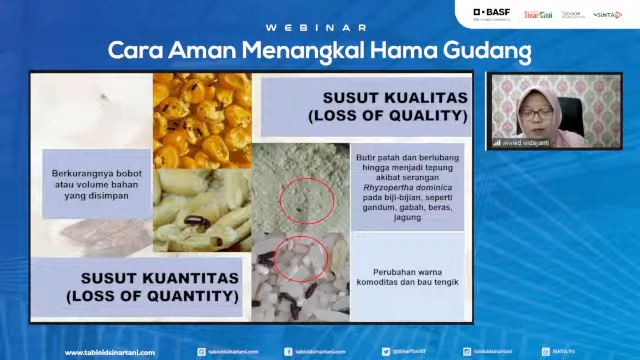 WEBINAR
Cara Aman Menangkal Hama Gudang
BASF
SinarTani
SINTA
SUSUT KUALITAS
(LOSS OF QUALITY)
Berkurangnya bobot
atau volume bahan
yang disimpan
Butir patah dan berlubang
hingga menjadi tepung
akibat serangan
Rhyzopertha dominica
pada biji-bijian, seperti
gandum, gabah, beras,
jagung
SUSUT KUANTITAS
(LOSS OF QUANTITY)
Perubahan warna
komoditas dan bau tengik
widayanti
www.tabloidsinartani.com
tabloidsinartani.com
tabloidsinartani.com
@SinarTaniST
tabloidsinartani
SINTA TV